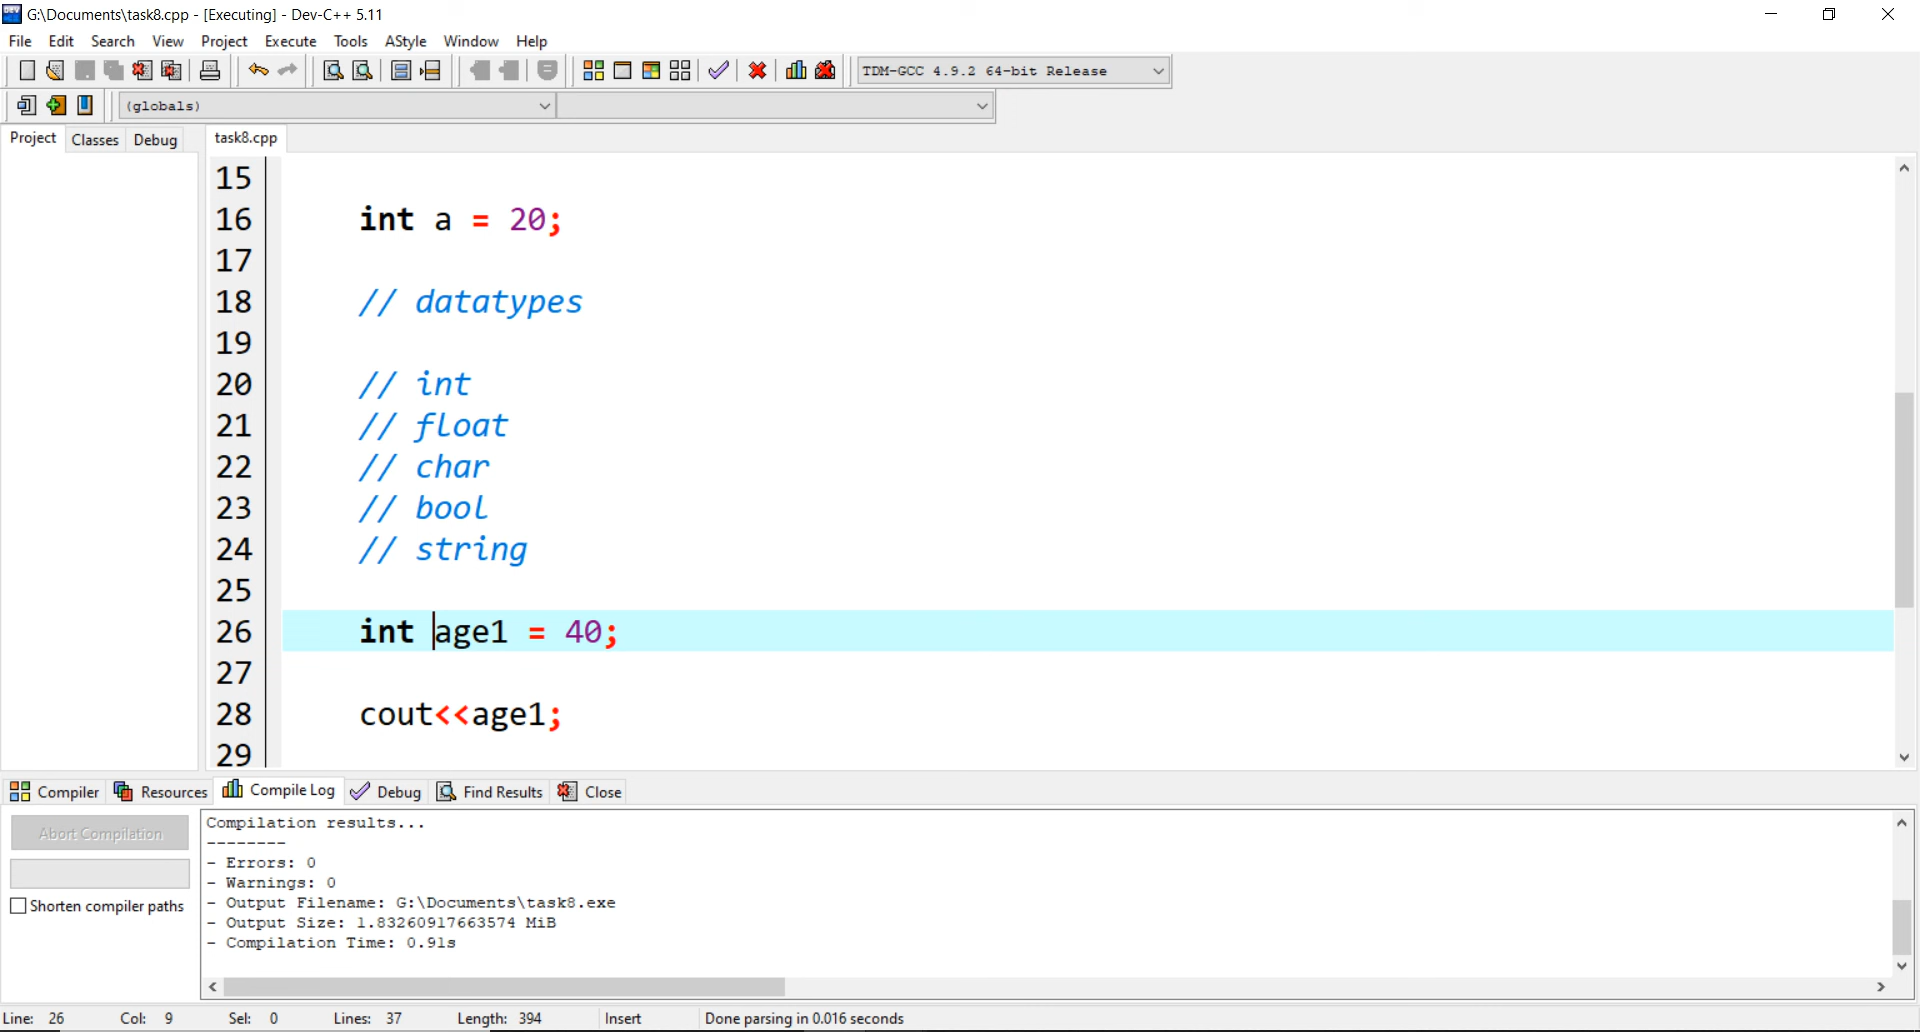 G:\Documents\task8.cpp - [Executing] - Dev-C++ 5.11
File Edit Search View Project Execute Tools AStyle Window Help
TDM-GCC 4.9.2 64-bit Release
(globals)
Project Classes Debug task8.cpp
15
16 int a = 20;
17
18 // datatypes
19
20 // int
21 // float
22 // char
23 // bool
24 // string
25
26 int age1 = 40;
27
28 cout<<age1;
29
Compiler Resources Compile Log Debug Find Results Close
Abort Compilation
Shorten compiler paths
Compilation results...
--------
- Errors: 0
- Warnings: 0
- Output Filename: G:\Documents\task8.exe
- Output Size: 1.83260917663574 MiB
- Compilation Time: 0.91s
Line: 26 Col: 9 Sel: 0 Lines: 37 Length: 394 Insert Done parsing in 0.016 seconds